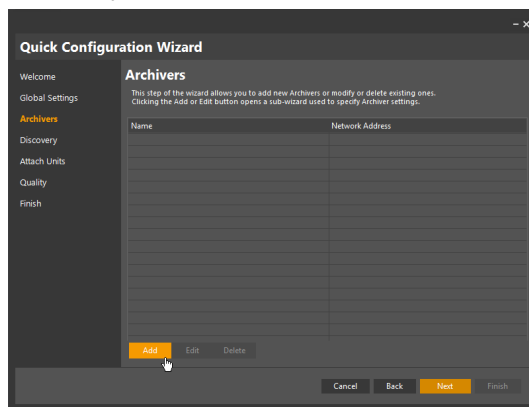 Quick Configuration Wizard
Welcome
Global Settings
Archivers
Discovery
Attach Units
Quality
Finish
Archivers
This step of the wizard allows you to add new Archivers or modify or delete existing ones.
Clicking the Add or Edit button opens a sub-wizard used to specify Archiver settings.
Name Network Address
Add Edit Delete
Cancel Back Next Finish